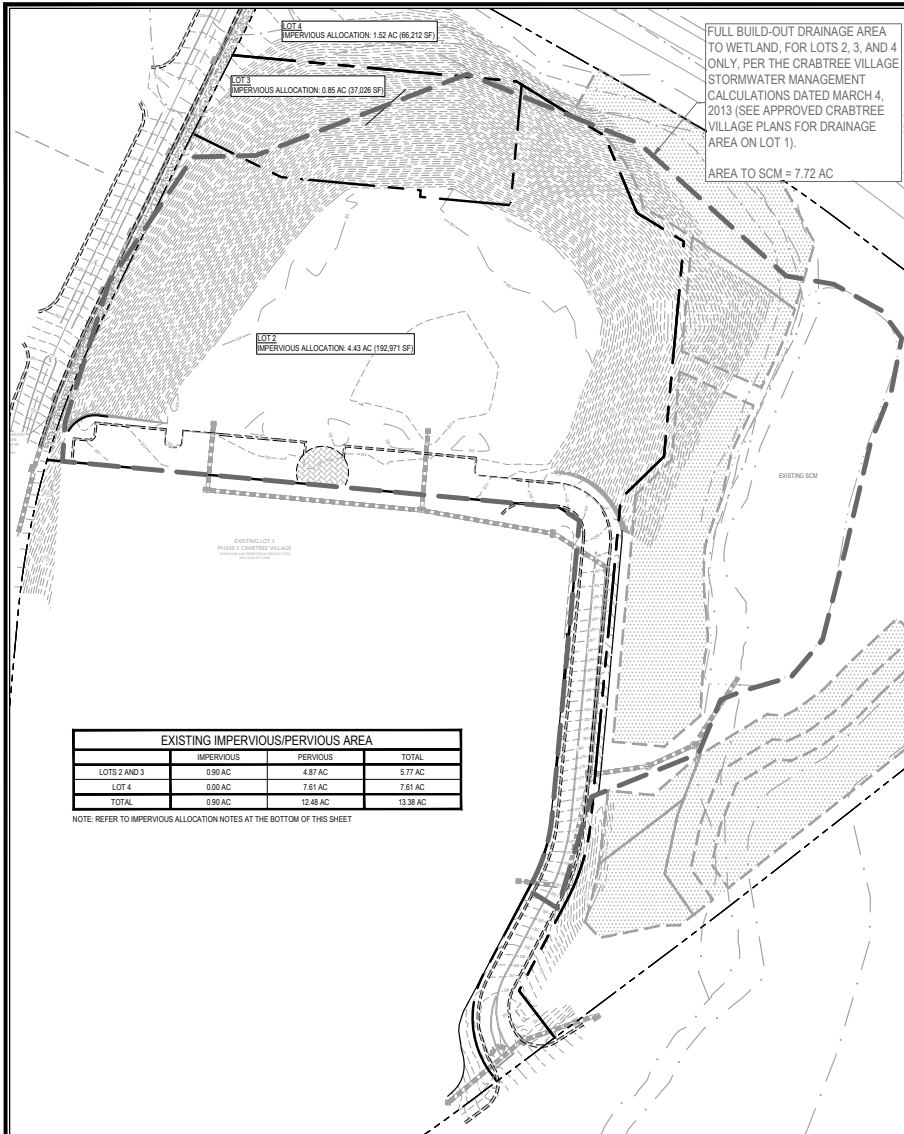 LOT 4
IMPERVIOUS ALLOCATION: 1.52 AC (66,212 SF)
LOT 3
IMPERVIOUS ALLOCATION: 0.85 AC (37,026 SF)
FULL BUILD-OUT DRAINAGE AREA
TO WETLAND, FOR LOTS 2, 3, AND 4
ONLY, PER THE CRABTREE VILLAGE
STORMWATER MANAGEMENT
CALCULATIONS DATED MARCH 4,
2013 (SEE APPROVED CRABTREE
VILLAGE PLANS FOR DRAINAGE
AREA ON LOT 1).
AREA TO SCM = 7.72 AC
LOT 2
IMPERVIOUS ALLOCATION: 4.43 AC (192,971 SF)
EXISTING SCM
EXISTING LOT-1
PHASE 1 CRABTREE VILLAGE
EXISTING IMPERVIOUS/PERVIOUS AREA
IMPERVIOUS PERVIOUS TOTAL
LOTS 2 AND 3 0.90 AC 4.87 AC 5.77 AC
LOT 4 0.00 AC 7.61 AC 7.61 AC
TOTAL 0.90 AC 12.48 AC 13.38 AC
NOTE: REFER TO IMPERVIOUS ALLOCATION NOTES AT THE BOTTOM OF THIS SHEET